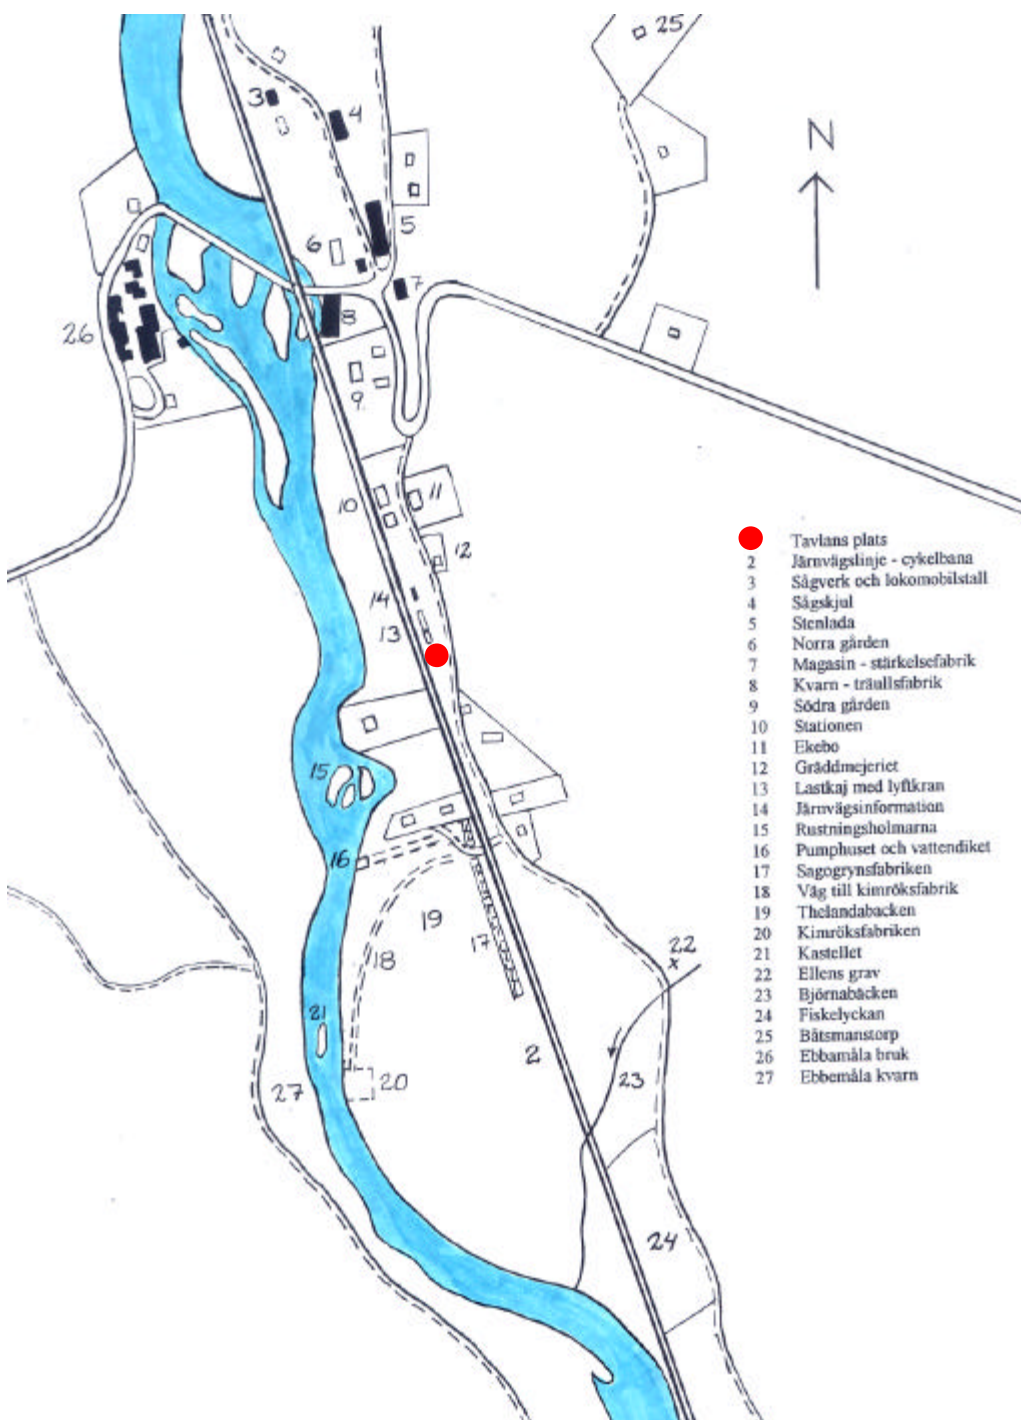 25
3
4
N
5
6
7
8
26
9
10
11
12
14
13
15
16
19
17
18
22
x
21
2
20
23
27
24
Tavlans plats
2 Järnvägslinje - cykelbana
3 Sågverk och lokomobilstall
4 Sågskjul
5 Stenlada
6 Norra gården
7 Magasin - stärkelsefabrik
8 Kvarn - träullsfabrik
9 Södra gården
10 Stationen
11 Ekebo
12 Gräddmejeriet
13 Lastkaj med lyftkran
14 Järnvägsinformation
15 Rustningsholmarna
16 Pumphuset och vattendiket
17 Sagogrynsfabriken
18 Väg till kimröksfabrik
19 Thelandabacken
20 Kimröksfabriken
21 Kastellet
22 Ellens grav
23 Björnabäcken
24 Fiskelyckan
25 Båtsmanstorp
26 Ebbamåla bruk
27 Ebbemåla kvarn